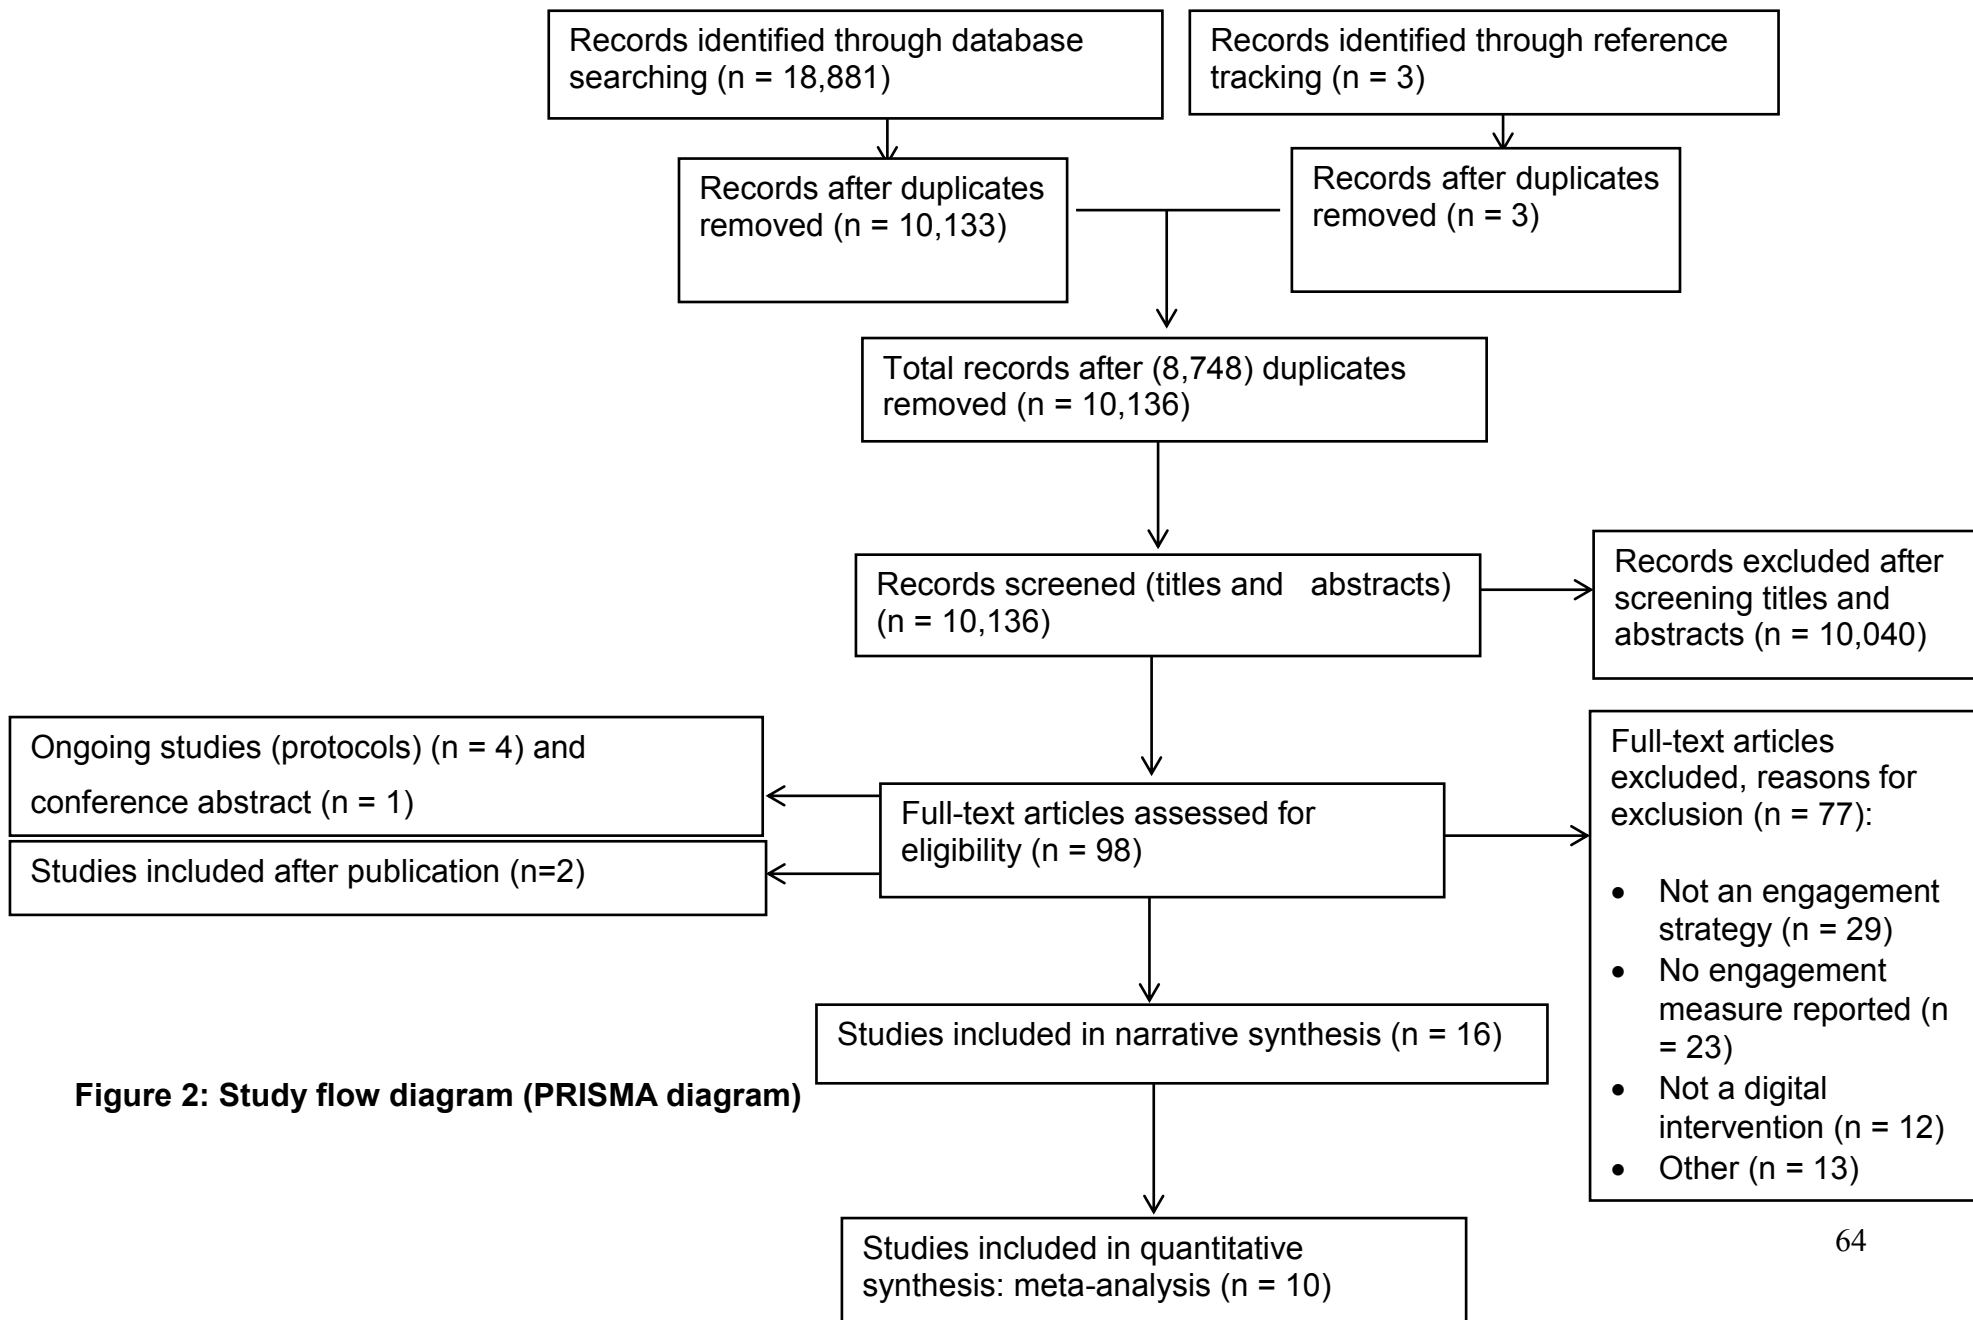 Records identified through database
searching (n = 18,881)
Records identified through reference
tracking (n = 3)
Records after duplicates
removed (n = 10,133)
Records after duplicates
removed (n = 3)
Total records after (8,748) duplicates
removed (n = 10,136)
Records screened (titles and abstracts)
(n = 10,136)
Records excluded after
screening titles and
abstracts (n = 10,040)
Ongoing studies (protocols) (n = 4) and
conference abstract (n = 1)
Studies included after publication (n=2)
Full-text articles assessed for
eligibility (n = 98)
Full-text articles
excluded, reasons for
exclusion (n = 77):
• Not an engagement
strategy (n = 29)
• No engagement
measure reported (n
= 23)
• Not a digital
intervention (n = 12)
• Other (n = 13)
Studies included in narrative synthesis (n = 16)
Figure 2: Study flow diagram (PRISMA diagram)
Studies included in quantitative
synthesis: meta-analysis (n = 10)
64